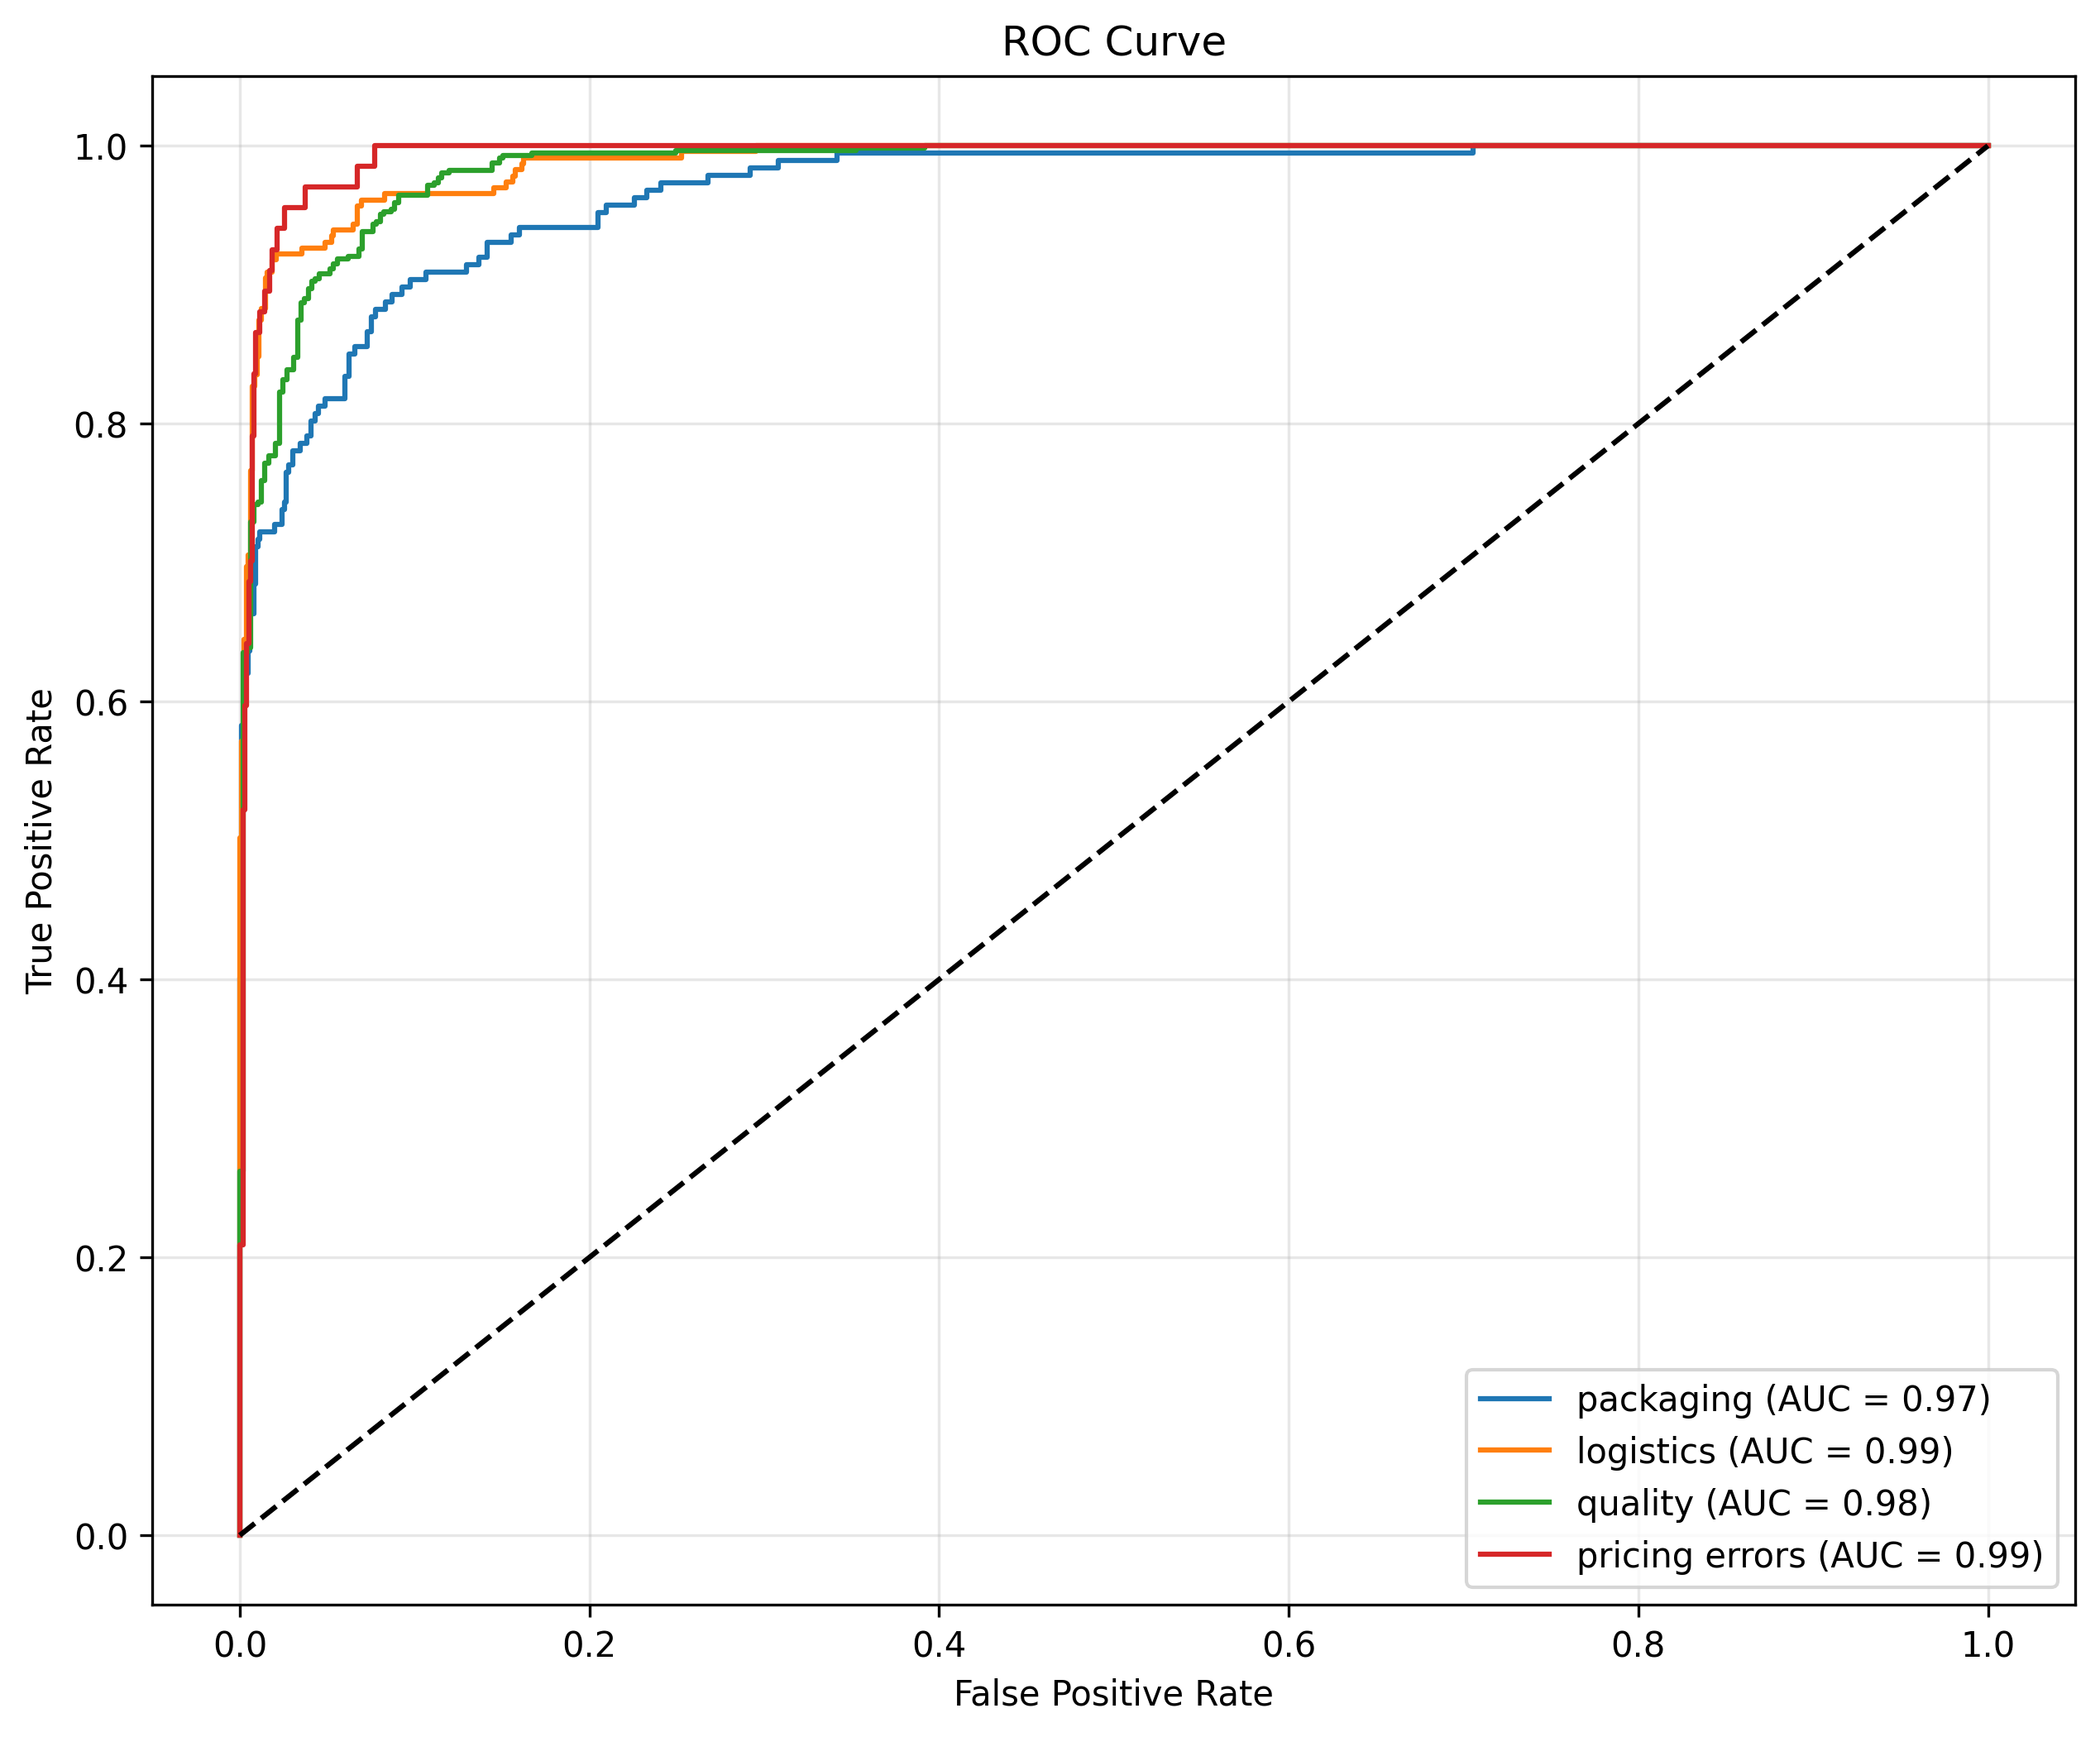 ROC Curve
True Positive Rate
1.0
0.8
0.6
0.4
0.2
0.0
0.0 0.2 0.4 0.6 0.8 1.0
False Positive Rate
packaging (AUC = 0.97)
logistics (AUC = 0.99)
quality (AUC = 0.98)
pricing errors (AUC = 0.99)